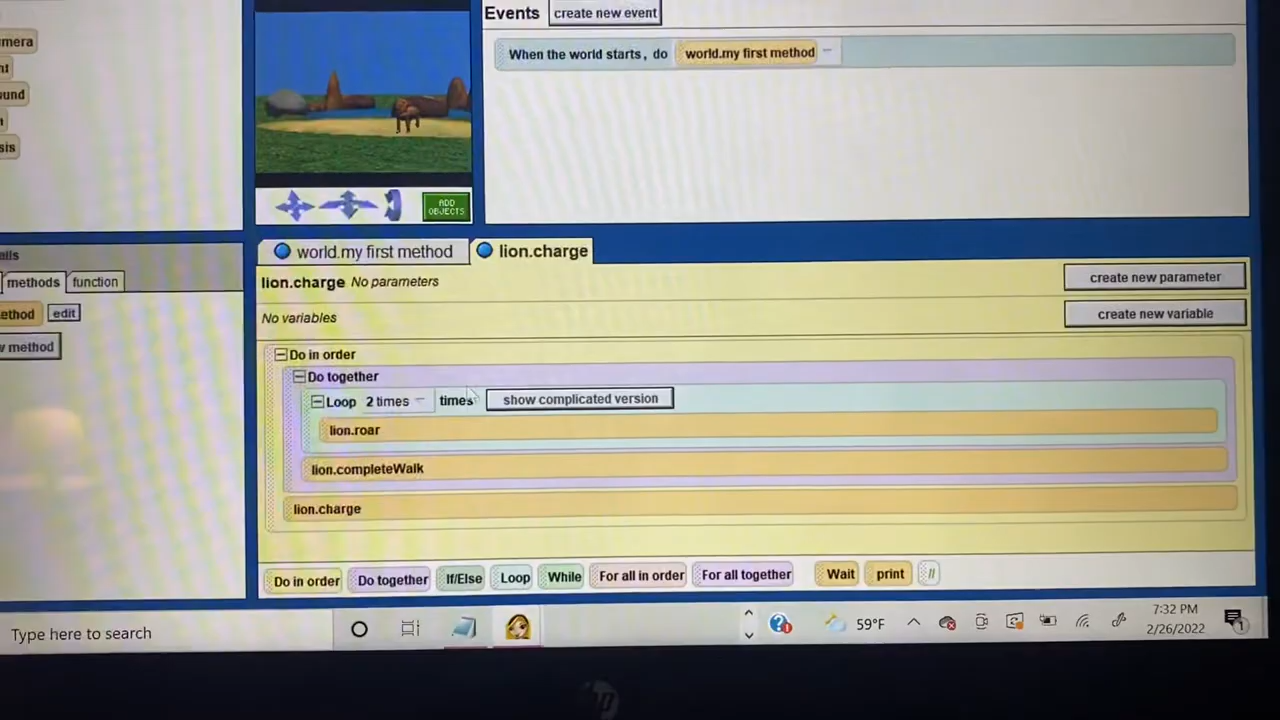 Events create new event
When the world starts, do world.my first method
ADD
OBJECTS
world.my first method lion.charge
methods function
lion.charge No parameters create new parameter
edit
No variables create new variable
method
Do in order
Do together
Loop 2 times times show complicated version
lion.roar
lion.completeWalk
lion.charge
Do in order Do together If/Else Loop While For all in order For all together Wait print //
Type here to search 59°F 7:32 PM
2/26/2022
1
hp